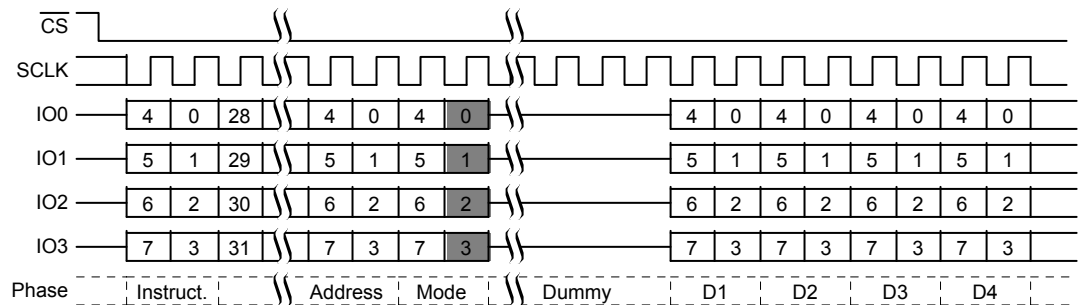 CS
SCLK
IO0 4 0 28 4 0 4 0 4 0 4 0 4 0 4 0
IO1 5 1 29 5 1 5 1 5 1 5 1 5 1 5 1
IO2 6 2 30 6 2 6 2 6 2 6 2 6 2 6 2
IO3 7 3 31 7 3 7 3 7 3 7 3 7 3 7 3
Phase Instruct. Address Mode Dummy D1 D2 D3 D4